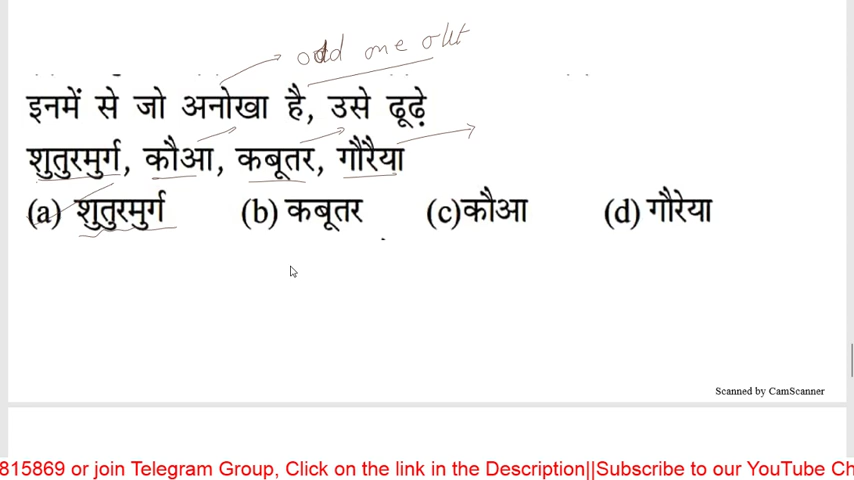 odd one out
इनमें से जो अनोखा है, उसे ढूढ़े
शुतुरमुर्ग, कौआ, कबूतर, गौरैया
(a) शुतुरमुर्ग (b) कबूतर (c)कौआ (d) गौरेया
Scanned by CamScanner
815869 or join Telegram Group, Click on the link in the Description||Subscribe to our YouTube Ch